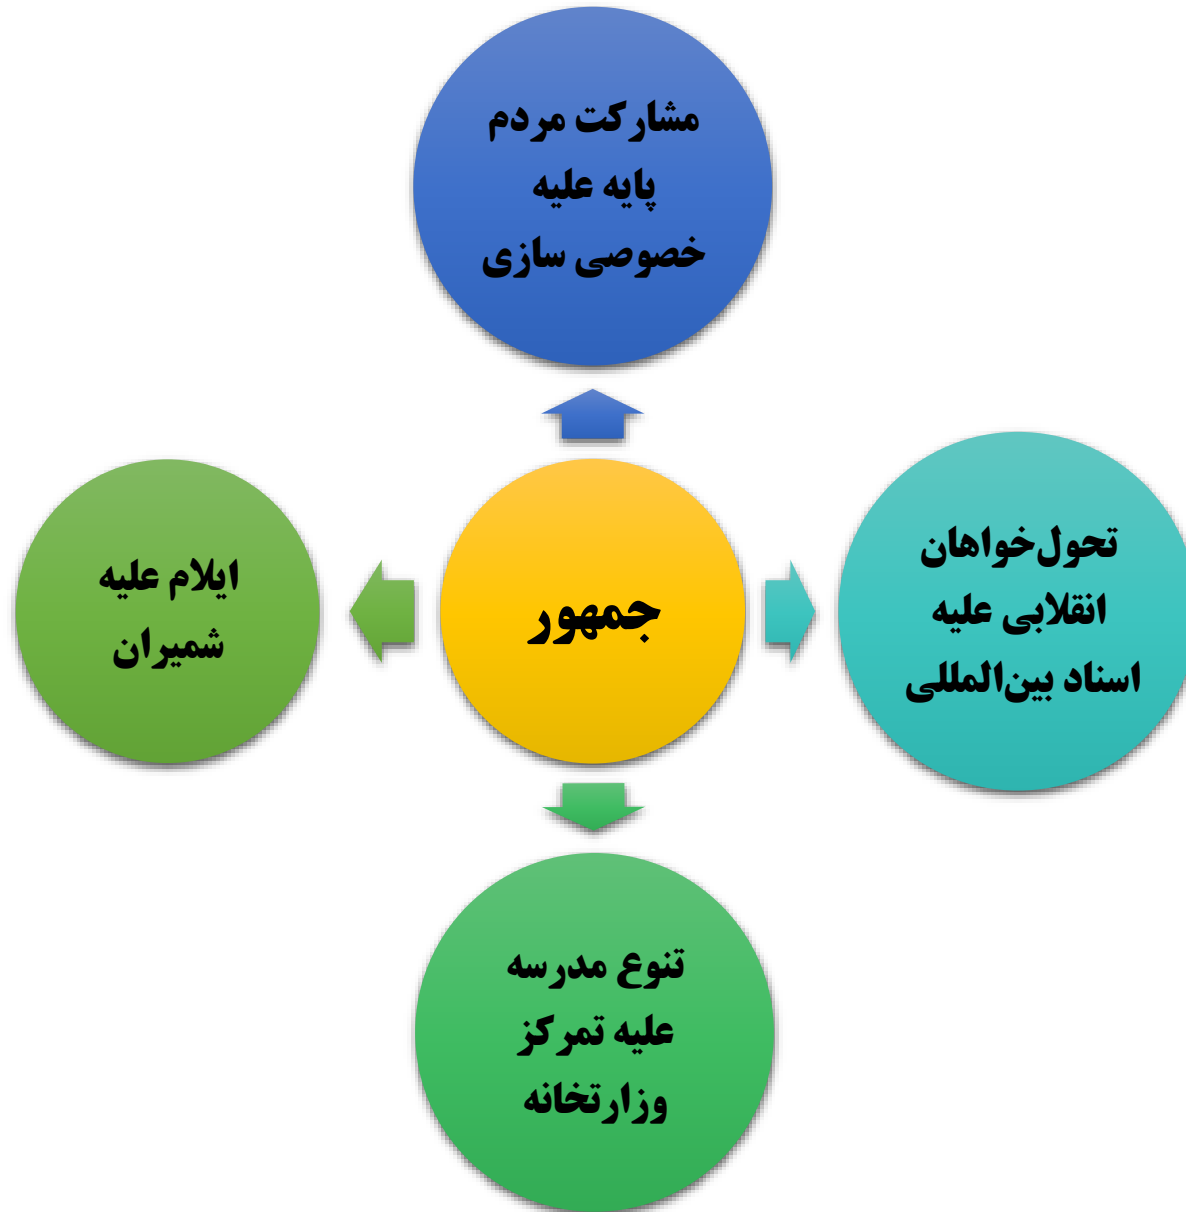 مشارکت مردم
پایه علیه
خصوصی سازی
تحول‌خواهان
انقلابی علیه
اسناد بین‌المللی
جمهور
ایلام علیه
شمیران
تنوع مدرسه
علیه تمرکز
وزارتخانه